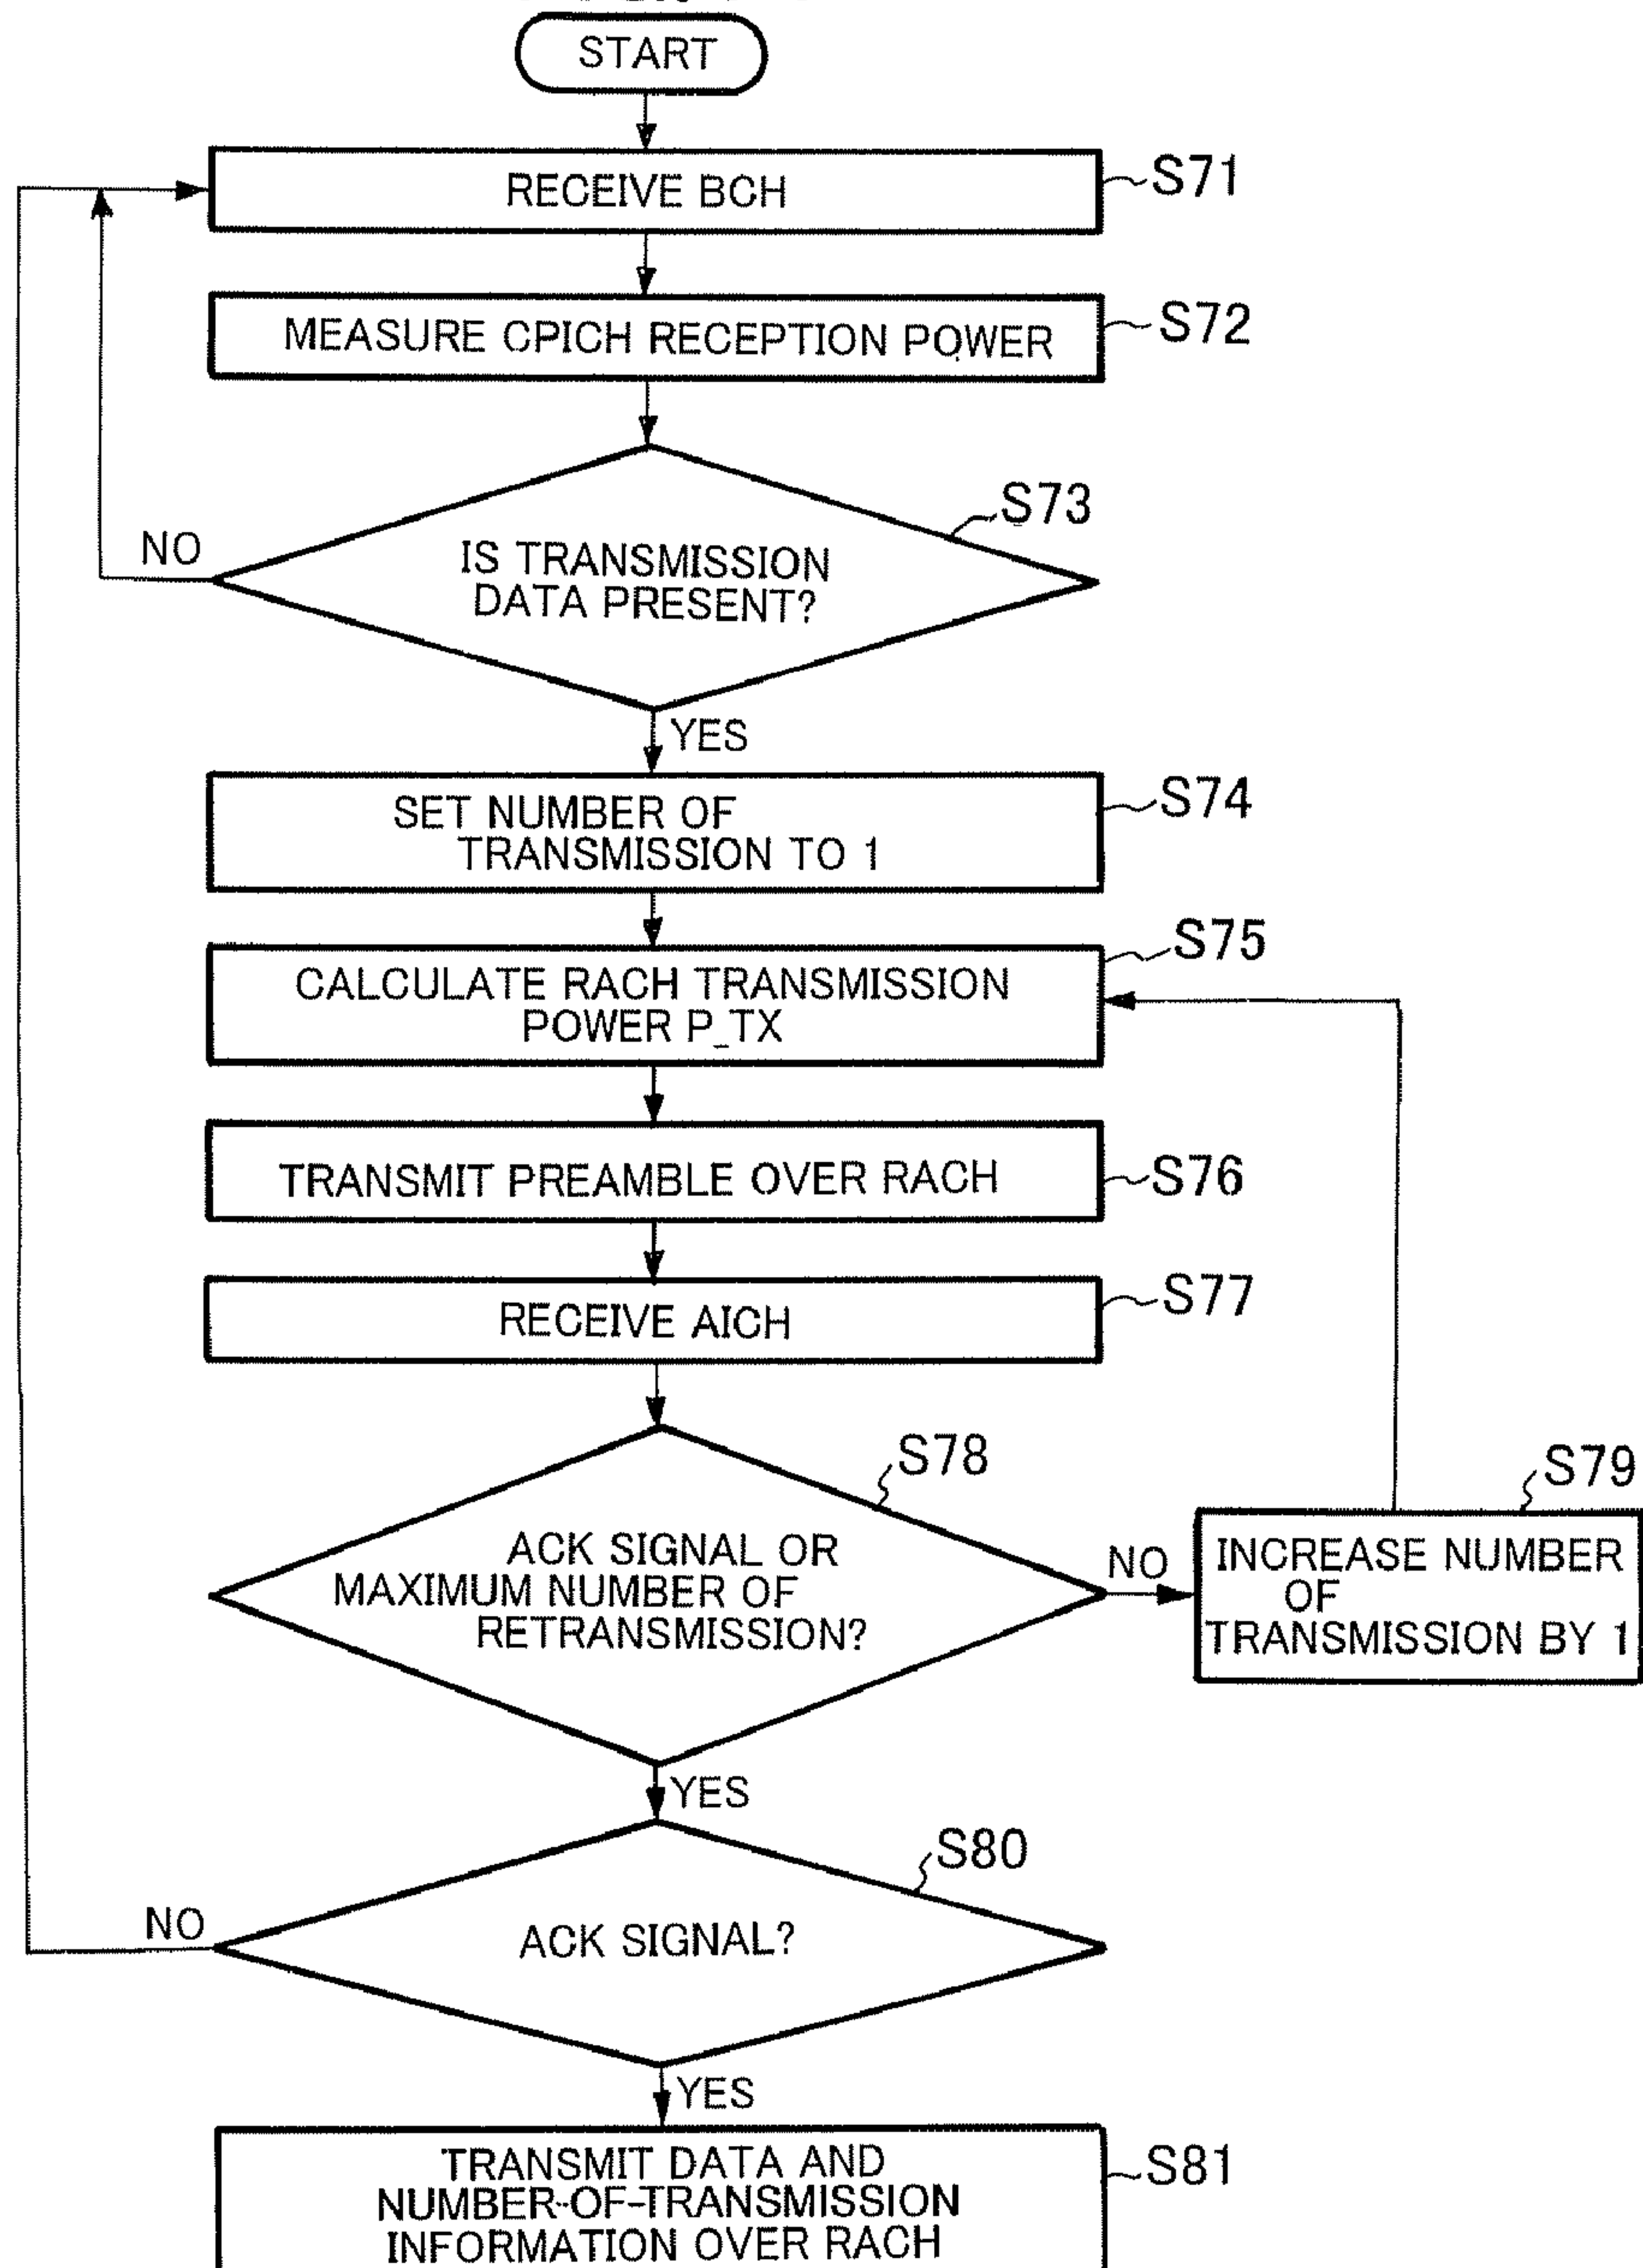 START
RECEIVE BCH
S71
MEASURE CPICH RECEPTION POWER
S72
S73
NO
IS TRANSMISSION
DATA PRESENT?
YES
SET NUMBER OF
TRANSMISSION TO 1
S74
S75
CALCULATE RACH TRANSMISSION
POWER P_TX
TRANSMIT PREAMBLE OVER RACH
S76
RECEIVE AICH
S77
S78
ACK SIGNAL OR
MAXIMUM NUMBER OF
RETRANSMISSION?
NO
S79
INCREASE NUMBER
OF
TRANSMISSION BY 1
YES
S80
NO
ACK SIGNAL?
YES
TRANSMIT DATA AND
NUMBER-OF-TRANSMISSION
INFORMATION OVER RACH
S81